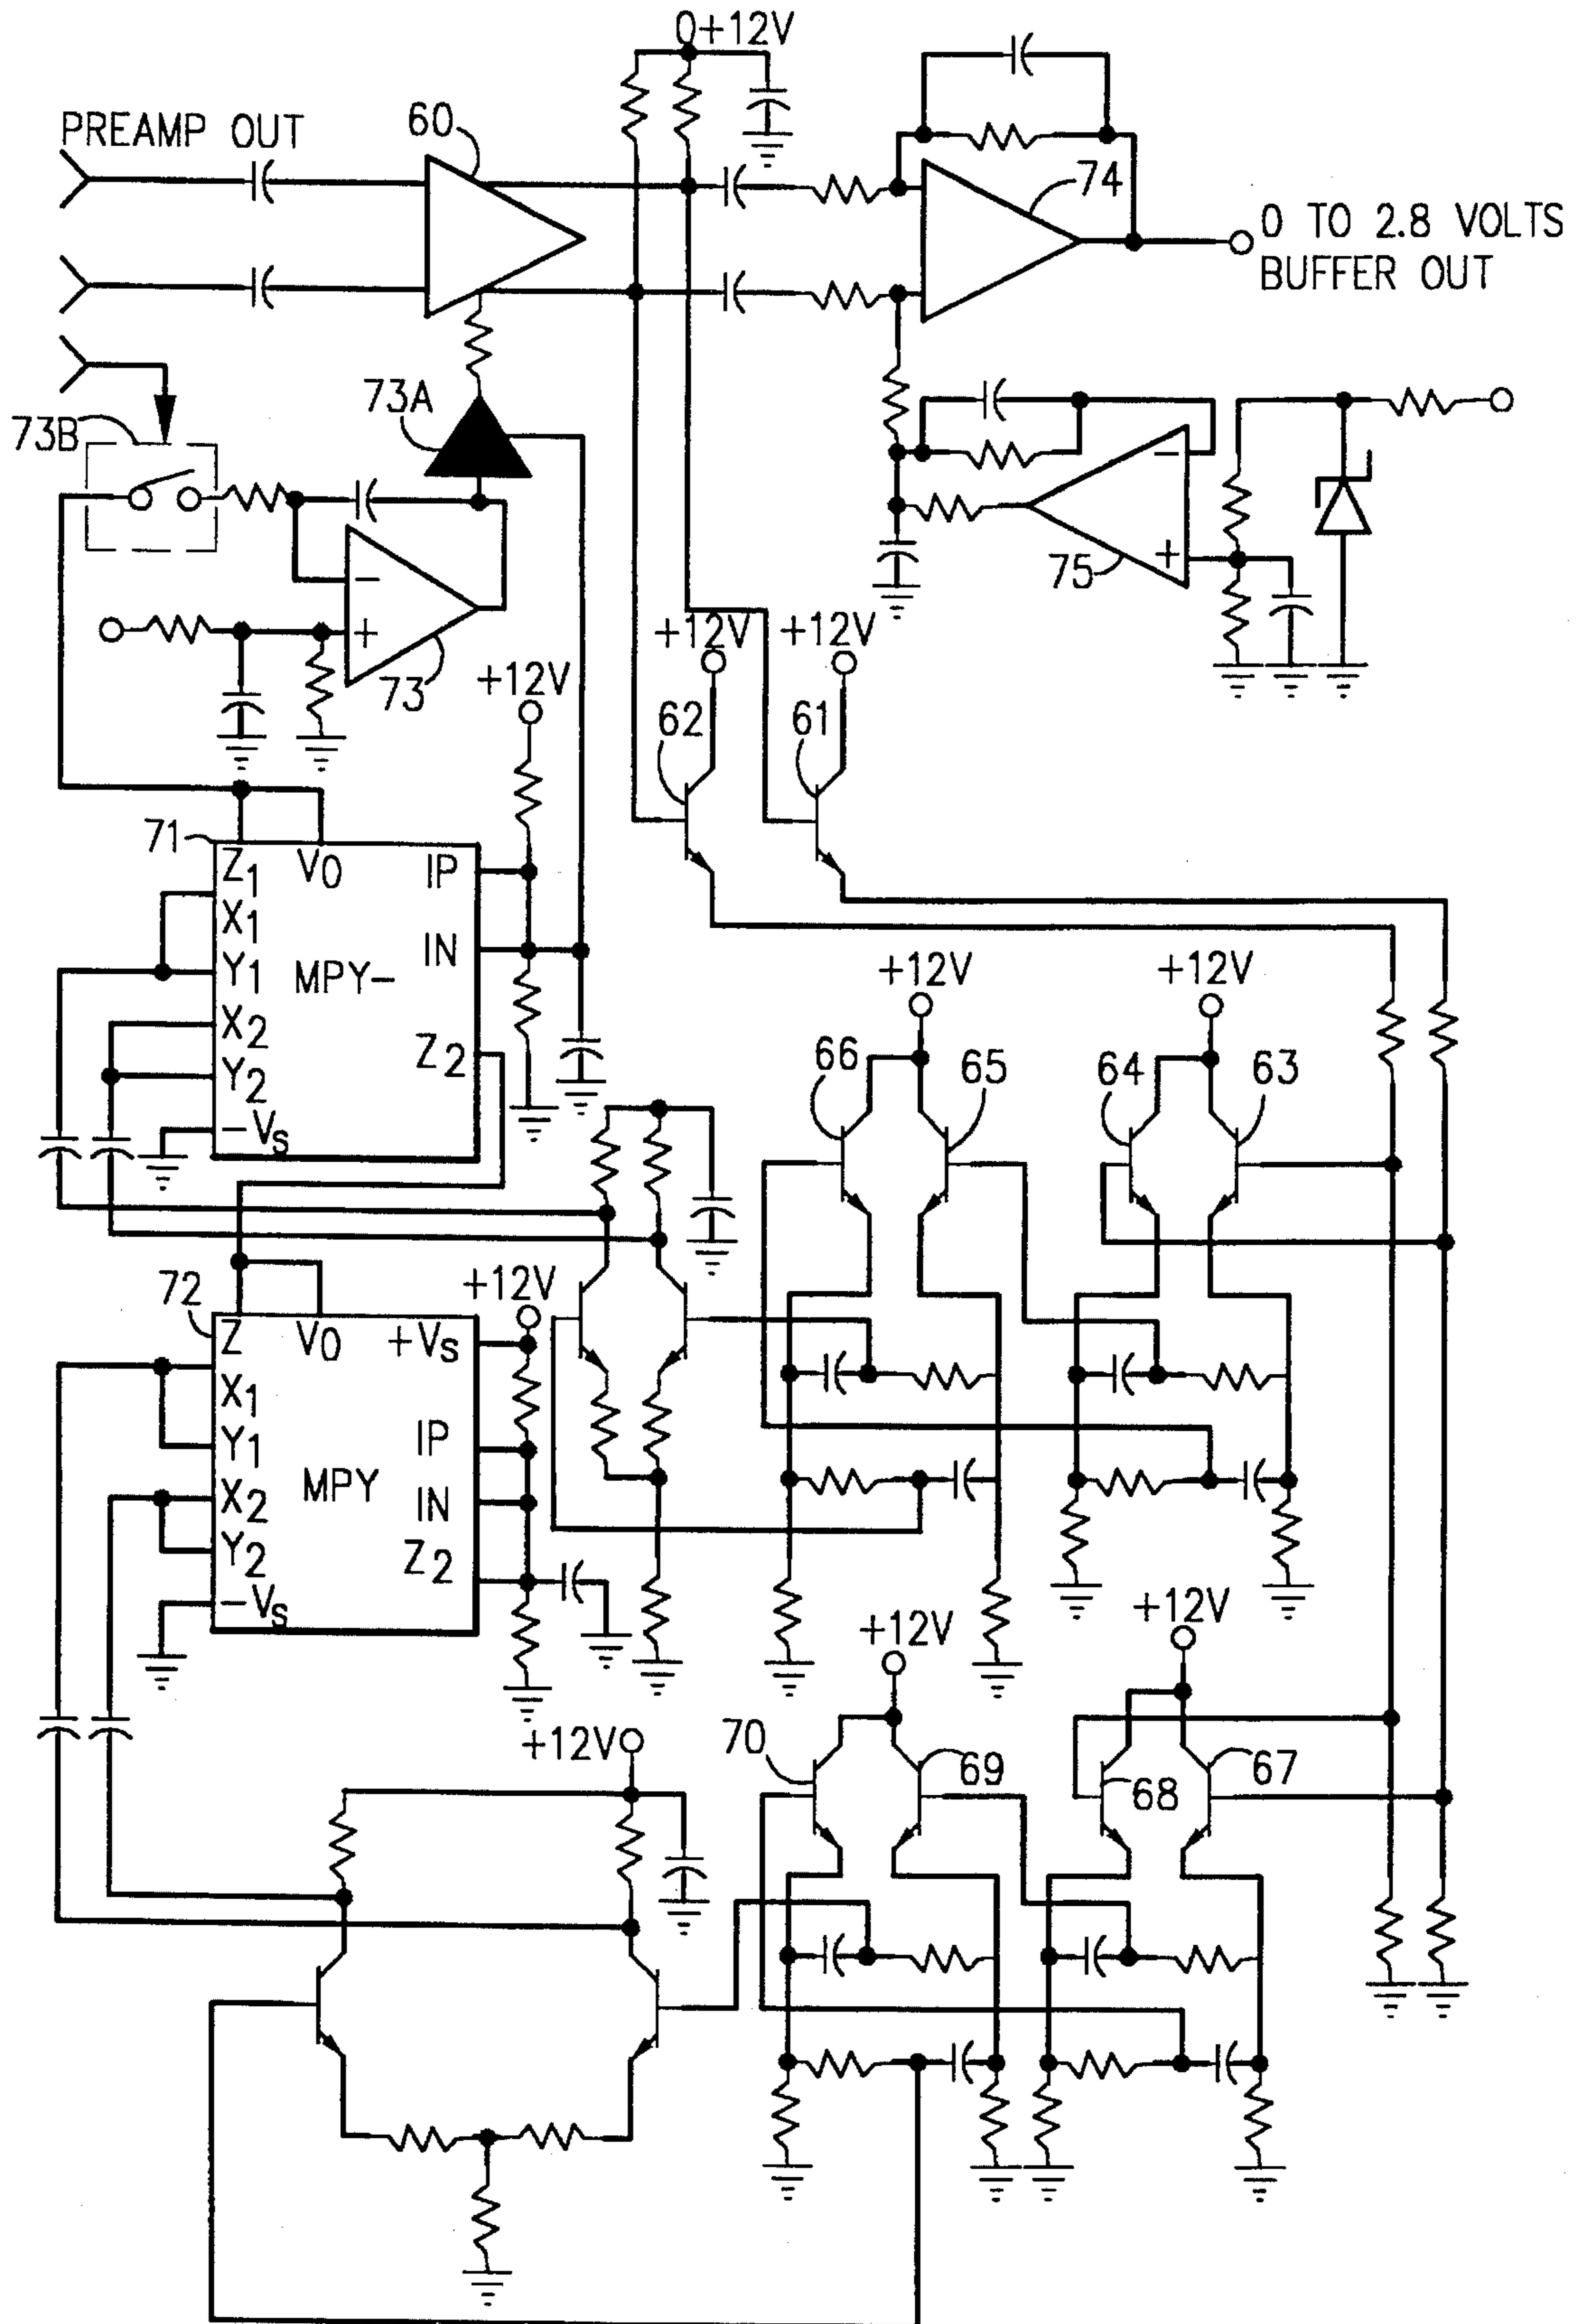 0+12V
PREAMP OUT
60
74
0 TO 2.8 VOLTS
BUFFER OUT
73A
73B
−
+
75
−
+
73
+12V
+12V
+12V
62
61
71
Z1
V0
IP
X1
Y1
IN
MPY−
X2
Y2
Z2
−VS
+12V
+12V
66
65
64
63
72
+12V
Z
V0
+VS
X1
Y1
IP
MPY
X2
IN
Y2
Z2
−VS
+12V
+12V
+12V
70
69
68
67